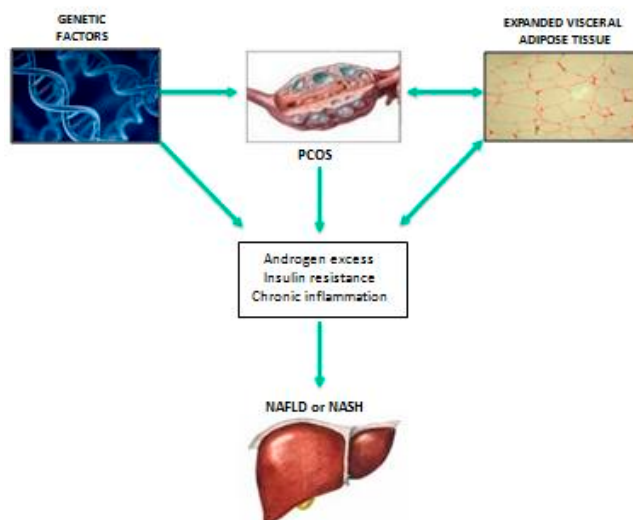 GENETIC
FACTORS
EXPANDED VISCERAL
ADIPOSE TISSUE
PCOS
Androgen excess
Insulin resistance
Chronic inflammation
NAFLD or NASH